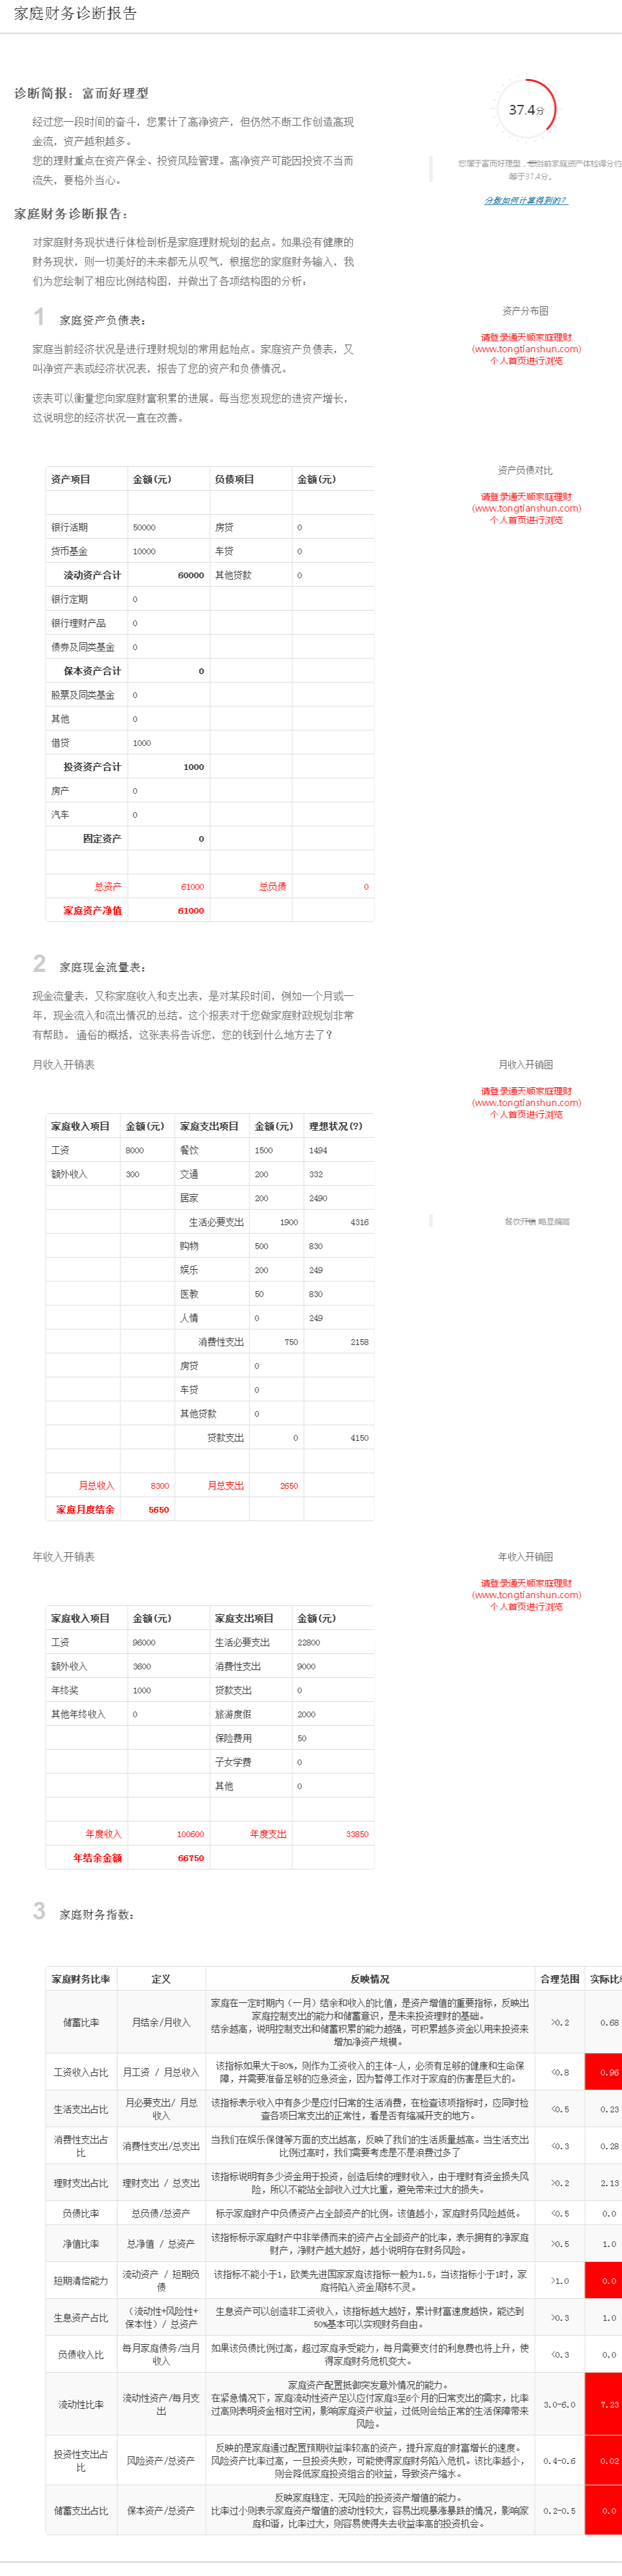 家庭财务诊断报告
诊断简报：富而好理型
经过您一段时间的奋斗，您累计了高净资产，但仍然不断工作创造高现
金流，资产越积越多。
您的理财重点在资产保全、投资风险管理。高净资产可能因投资不当而
流失，要格外当心。
37.4分
您属于富而好理型，您当前家庭资产体检得分约
等于37.4分。
分数如何计算得到的？
家庭财务诊断报告：
对家庭财务现状进行体检剖析是家庭理财规划的起点。如果没有健康的
财务现状，则一切美好的未来都无从叹气，根据您的家庭财务输入，我
们为您绘制了相应比例结构图，并做出了各项结构图的分析：
1 家庭资产负债表：
家庭当前经济状况是进行理财规划的常用起始点。家庭资产负债表，又
叫净资产表或经济状况表，报告了您的资产和负债情况。
该表可以衡量您向家庭财富积累的进展。每当您发现您的进资产增长，
这说明您的经济状况一直在改善。
资产分布图
请登录通天顺家庭理财
(www.tongtianshun.com)
个人首页进行浏览
资产项目 金额(元) 负债项目 金额(元)
银行活期 50000 房贷 0
货币基金 10000 车贷 0
流动资产合计 60000 其他贷款 0
银行定期 0
银行理财产品 0
债券及同类基金 0
保本资产合计 0
股票及同类基金 0
其他 0
借贷 1000
投资资产合计 1000
房产 0
汽车 0
固定资产 0
总资产 61000 总负债 0
家庭资产净值 61000
资产负债对比
请登录通天顺家庭理财
(www.tongtianshun.com)
个人首页进行浏览
2 家庭现金流量表：
现金流量表，又称家庭收入和支出表，是对某段时间，例如一个月或一
年，现金流入和流出情况的总结。这个报表对于您做家庭财政规划非常
有帮助。 通俗的概括，这张表将告诉您，您的钱到什么地方去了？
月收入开销表
家庭收入项目 金额(元) 家庭支出项目 金额(元) 理想状况(?)
工资 8000 餐饮 1500 1494
额外收入 300 交通 200 332
居家 200 2490
生活必要支出 1900 4316
购物 500 830
娱乐 200 249
医教 50 830
人情 0 249
消费性支出 750 2158
房贷 0
车贷 0
其他贷款 0
贷款支出 0 4150
月总收入 8300 月总支出 2650
家庭月度结余 5650
月收入开销图
请登录通天顺家庭理财
(www.tongtianshun.com)
个人首页进行浏览
餐饮开销 略显偏高
年收入开销表
家庭收入项目 金额(元) 家庭支出项目 金额(元)
工资 96000 生活必要支出 22800
额外收入 3600 消费性支出 9000
年终奖 1000 贷款支出 0
其他年终收入 0 旅游度假 2000
保险费用 50
子女学费 0
其他 0
年度收入 100600 年度支出 33850
年结余金额 66750
年收入开销图
请登录通天顺家庭理财
(www.tongtianshun.com)
个人首页进行浏览
3 家庭财务指数：
家庭财务比率 定义 反映情况 合理范围 实际比
储蓄比率 月结余/月收入
家庭在一定时期内（一月）结余和收入的比值，是资产增值的重要指标，反映出
家庭控制支出的能力和储蓄意识，是未来投资理财的基础。
结余越高，说明控制支出和储蓄积累的能力越强，可积累越多资金以用来投资来
增加净资产规模。
>0.2 0.68
工资收入占比 月工资 / 月总收入
该指标如果大于80%，则作为工资收入的主体-人，必须有足够的健康和生命保
障，并需要准备足够的应急资金，因为暂停工作对于家庭的伤害是巨大的。
<0.8 0.96
生活支出占比 月必要支出/ 月总
收入
该指标表示收入中有多少是应付日常的生活消费，在检查该项指标时，应同时检
查各项日常支出的正常性，看是否有缩减开支的地方。
<0.5 0.23
消费性支出占
比 消费性支出/总支出
当我们在娱乐保健等方面的支出越高，反映了我们的生活质量越高。当生活支出
比例过高时，我们需要考虑是不是浪费过多了
<0.3 0.28
理财支出占比 理财支出 / 总支出
该指标说明有多少资金用于投资，创造后续的理财收入，由于理财有资金损失风
险，所以不能站全部收入过大比重，避免带来过大的损失。
>0.2 2.13
负债比率 总负债/总资产 标示家庭财产中负债资产占全部资产的比例。该值越小，家庭财务风险越低。 <0.5 0.0
净值比率 总净值 / 总资产
该指标标示家庭财产中非举债而来的资产占全部资产的比率，表示拥有的净家庭
财产，净财产越大越好，越小说明存在财务风险。
>0.5 1.0
短期清偿能力 流动资产 / 短期负
债
该指标不能小于1，欧美先进国家家该指标一般为1.5，当该指标小于1时，家
庭将陷入资金周转不灵。
>1.0 0.0
生息资产占比 （流动性+风险性+
保本性）/ 总资产
生息资产可以创造非工资收入，该指标越大越好，累计财富速度越快，能达到
50%基本可以实现财务自由。
>0.3 1.0
负债收入比 每月家庭债务/当月
收入
如果该负债比例过高，超过家庭承受能力，每月需要支付的利息费也将上升，使
得家庭财务危机变大。
<0.3 0.0
流动性比率 流动性资产/每月支
出
家庭资产配置抵御突发意外情况的能力。
在紧急情况下，家庭流动性资产足以应付家庭3至6个月的日常支出的需求，比率
过高则表明资金相对空闲，影响家庭资产收益，过低则会给正常的生活保障带来
风险。
3.0-6.0 7.23
投资性支出占
比 风险资产/总资产
反映的是家庭通过配置预期收益率较高的资产，提升家庭的财富增长的速度。
风险资产比率过高，一旦投资失败，可能使得家庭财务陷入危机。该比率越小，
则会降低家庭投资组合的收益，导致资产缩水。
0.4-0.6 0.02
储蓄支出占比 保本资产/总资产
反映家庭稳定、无风险的投资资产增值的能力。
比率过小则表示家庭资产增值的波动性较大，容易出现暴涨暴跌的情况，影响家
庭和谐，比率过大，则容易使得失去收益率高的投资机会。
0.2-0.5 0.0